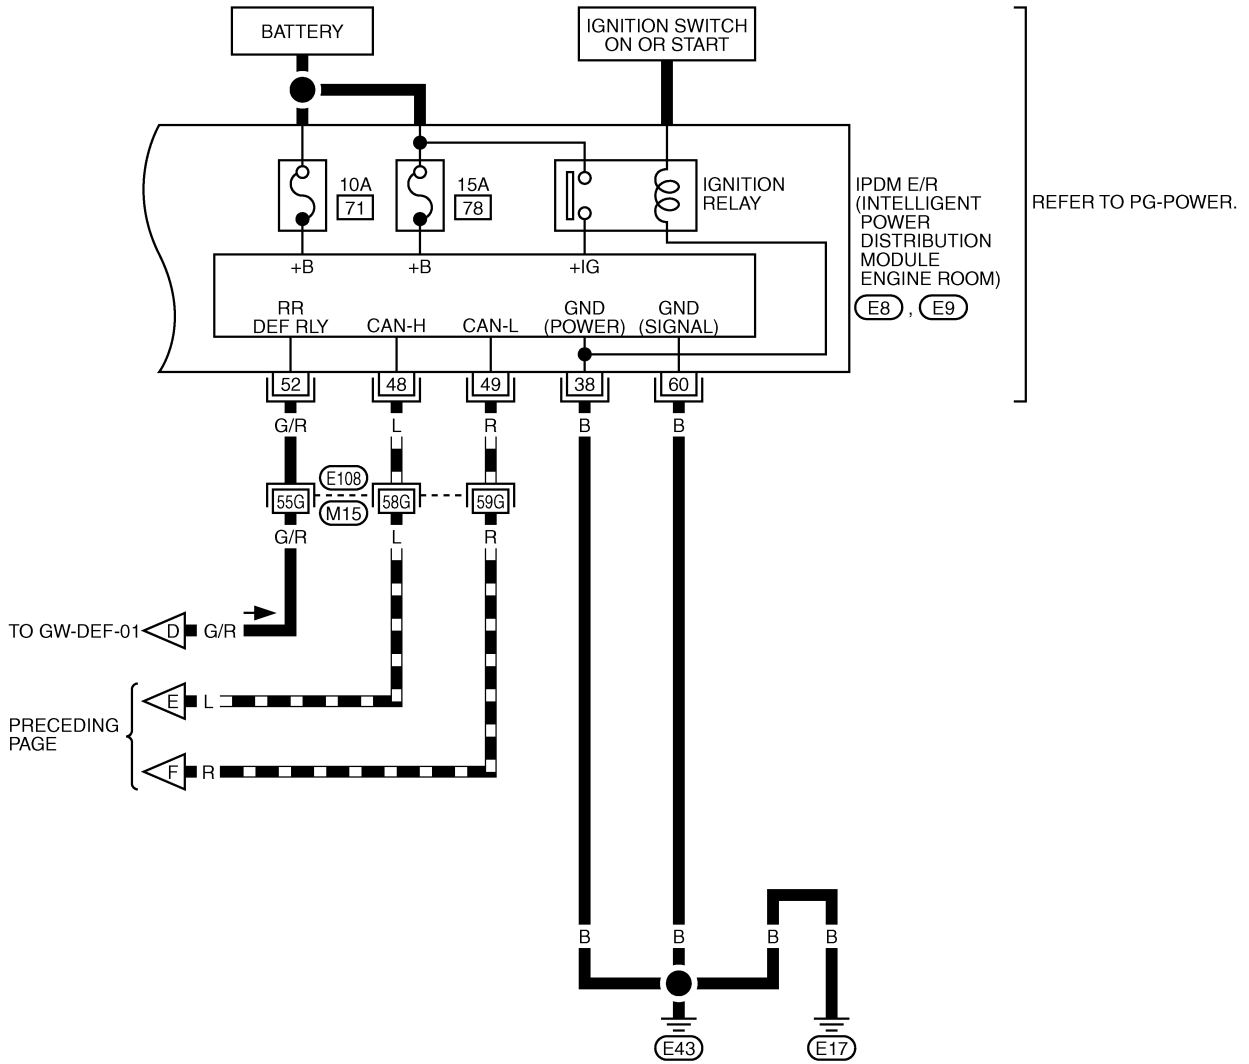 BATTERY
IGNITION SWITCH
ON OR START
10A
71
15A
78
IGNITION
RELAY
IPDM E/R
(INTELLIGENT
POWER
DISTRIBUTION
MODULE
ENGINE ROOM)
E8 , E9
REFER TO PG-POWER.
+B
+B
+IG
RR
DEF RLY
CAN-H
CAN-L
GND
(POWER)
GND
(SIGNAL)
52
48
49
38
60
G/R
L
R
B
B
E108
55G
58G
59G
M15
G/R
L
R
TO GW-DEF-01
D
G/R
PRECEDING
PAGE
E
L
F
R
B
B
B
B
E43
E17